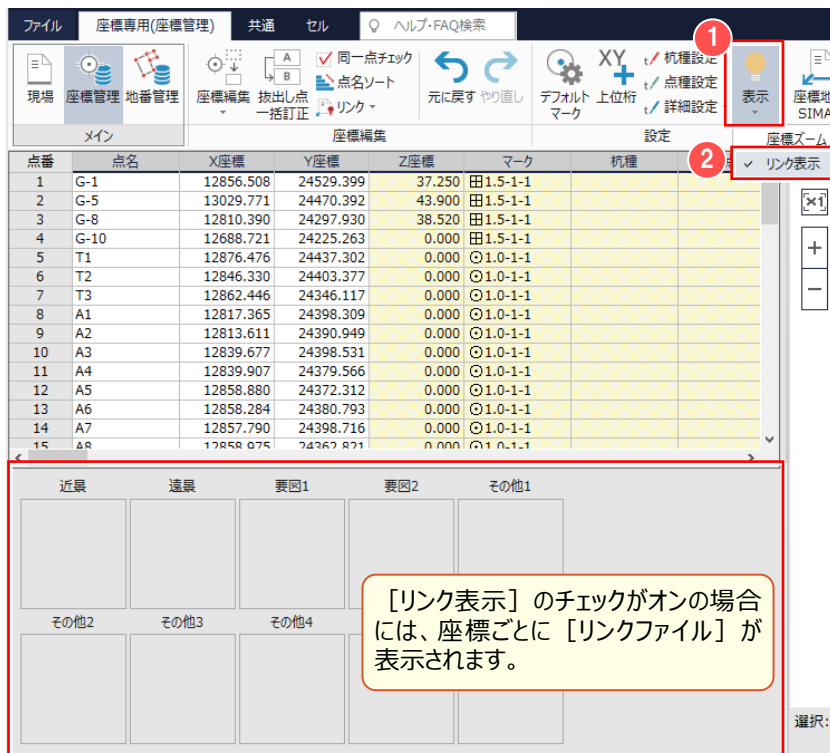 ファイル 座標専用(座標管理) 共通 セル ヘルプ・FAQ検索
1
現場 座標管理 地番管理
座標編集 抜出し点一括訂正 A B
同一点チェック
点名ソート
リンク
元に戻す やり直し
デフォルトマーク XY 上位桁
杭種設定
点種設定
詳細設定
表示
SIMA
メイン 座標編集 設定 座標ズーム
2 リンク表示
点番 点名 X座標 Y座標 Z座標 マーク 杭種
1 G-1 12856.508 24529.399 37.250 1.5-1-1
2 G-5 13029.771 24470.392 43.900 1.5-1-1
3 G-8 12810.390 24297.930 38.520 1.5-1-1
4 G-10 12688.721 24225.263 0.000 1.5-1-1
5 T1 12876.476 24437.302 0.000 1.0-1-1
6 T2 12846.330 24403.377 0.000 1.0-1-1
7 T3 12862.446 24346.117 0.000 1.0-1-1
8 A1 12817.365 24398.309 0.000 1.0-1-1
9 A2 12813.611 24390.949 0.000 1.0-1-1
10 A3 12839.677 24398.531 0.000 1.0-1-1
11 A4 12839.907 24379.566 0.000 1.0-1-1
12 A5 12858.880 24372.312 0.000 1.0-1-1
13 A6 12858.284 24380.793 0.000 1.0-1-1
14 A7 12857.790 24398.716 0.000 1.0-1-1
15 A8 12858.975 24362.821 0.000 1.0-1-1
×1
+
−
近景 遠景 要図1 要図2 その他1
その他2 その他3 その他4
［リンク表示］のチェックがオンの場合
には、座標ごとに［リンクファイル］が
表示されます。
選択: